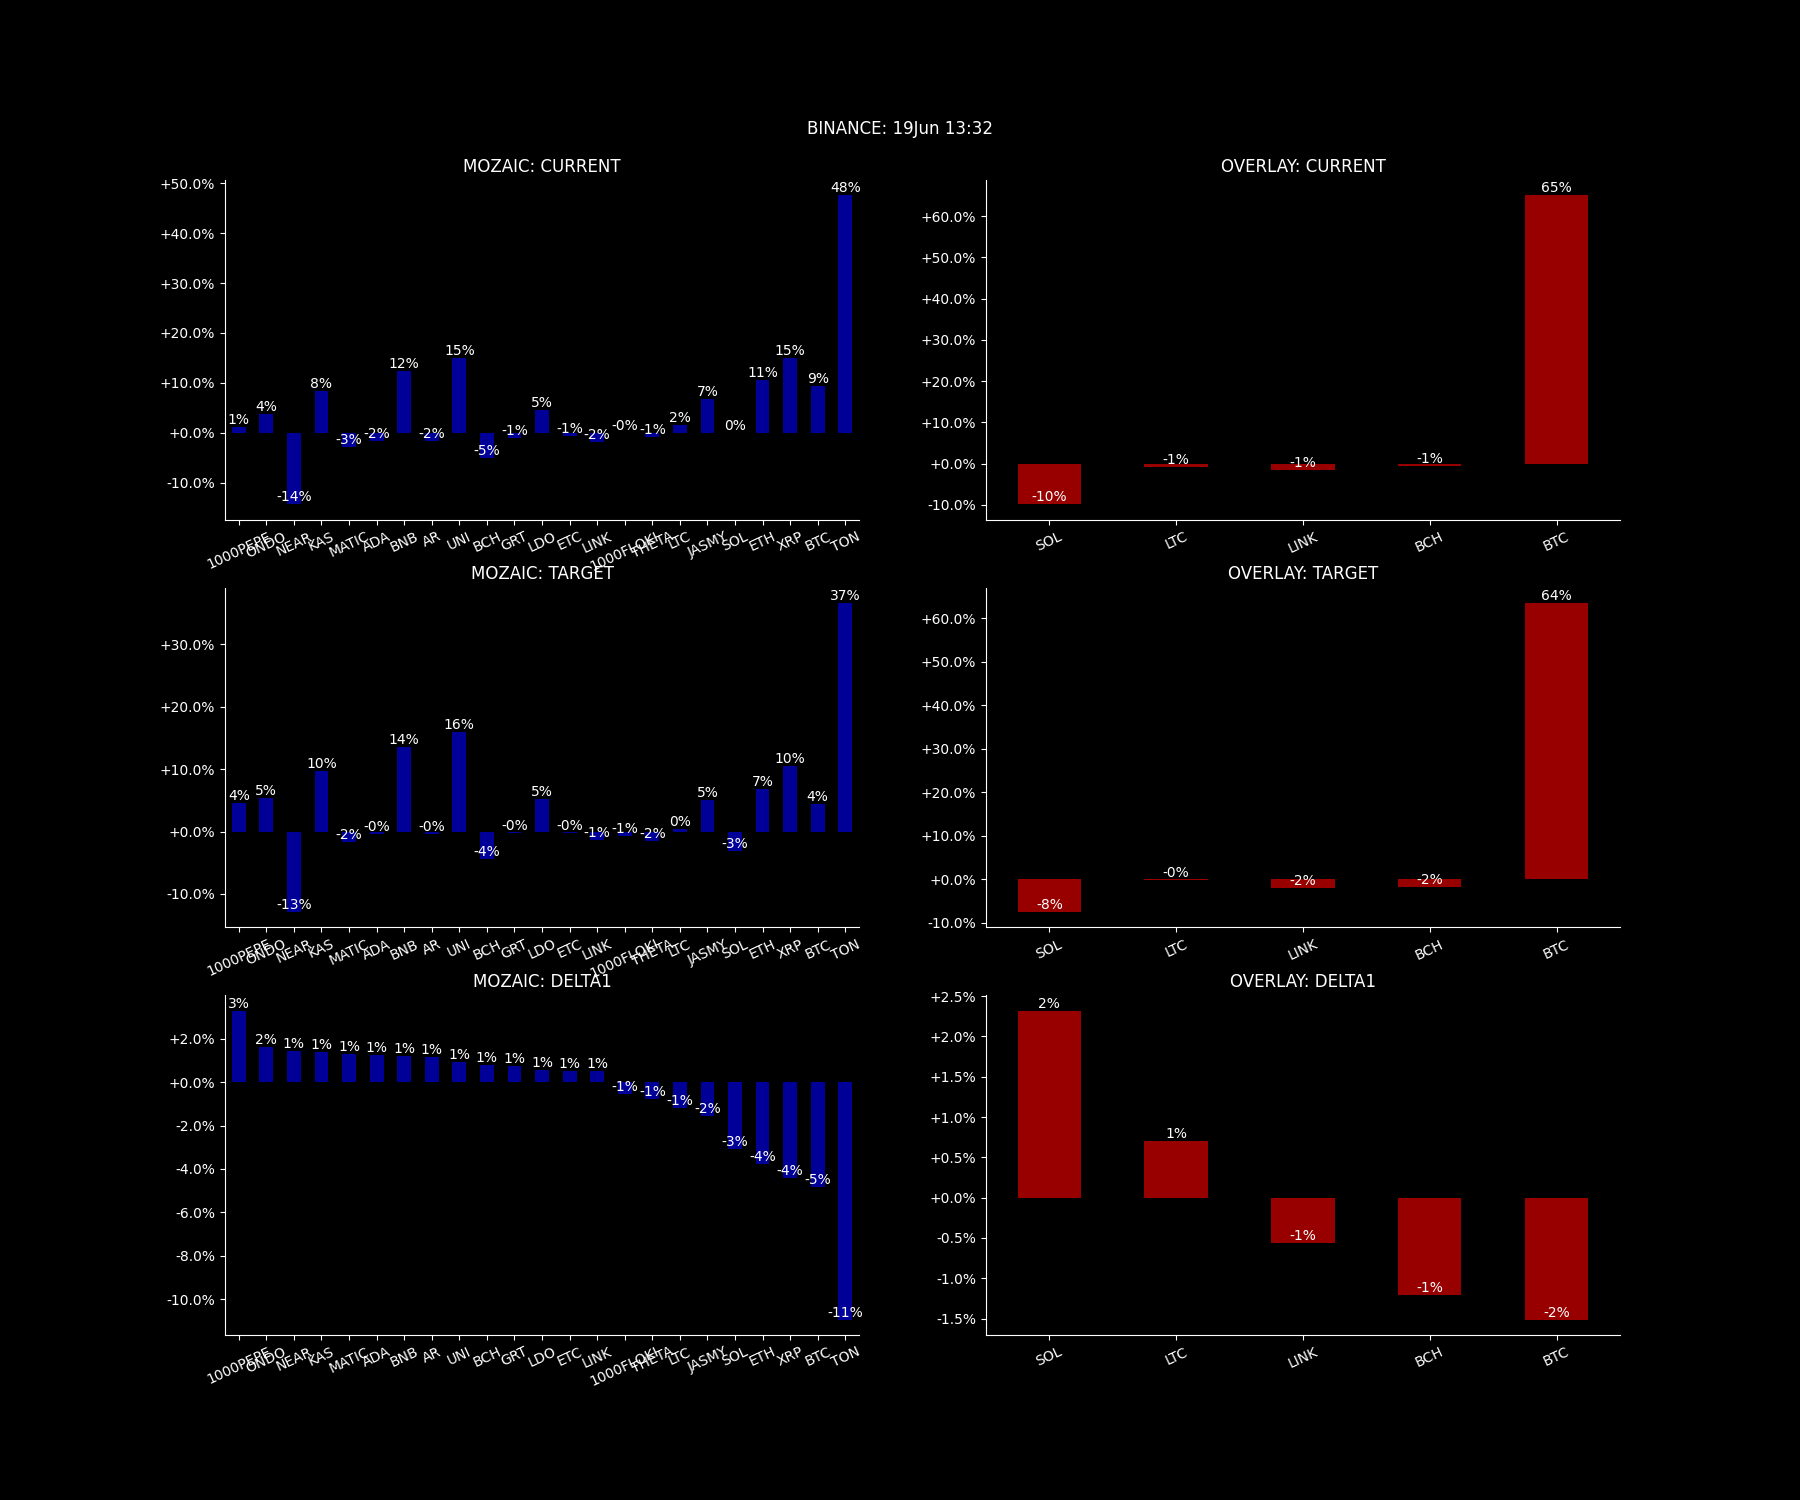 BINANCE: 19Jun 13:32
MOZAIC: CURRENT
+50.0%
+40.0%
+30.0%
+20.0%
+10.0%
+0.0%
-10.0%
1% 4% -14% 8% -3% -2% 12% -2% 15% -5% -1% 5% -1% -2% -0% -1% 2% 7% 0% 11% 15% 9% 48%
1000PEPE ONDO NEAR KAS MATIC ADA BNB AR UNI BCH GRT LDO ETC LINK 1000FLOKI THETA LTC JASMY SOL ETH XRP BTC TON
OVERLAY: CURRENT
+60.0%
+50.0%
+40.0%
+30.0%
+20.0%
+10.0%
+0.0%
-10.0%
-10% -1% -1% -1% 65%
SOL LTC LINK BCH BTC
MOZAIC: TARGET
+30.0%
+20.0%
+10.0%
+0.0%
-10.0%
4% 5% -13% 10% -2% -0% 14% -0% 16% -4% -0% 5% -0% -1% -1% -2% 0% 5% -3% 7% 10% 4% 37%
1000PEPE ONDO NEAR KAS MATIC ADA BNB AR UNI BCH GRT LDO ETC LINK 1000FLOKI THETA LTC JASMY SOL ETH XRP BTC TON
OVERLAY: TARGET
+60.0%
+50.0%
+40.0%
+30.0%
+20.0%
+10.0%
+0.0%
-10.0%
-8% -0% -2% -2% 64%
SOL LTC LINK BCH BTC
MOZAIC: DELTA1
+2.0%
+0.0%
-2.0%
-4.0%
-6.0%
-8.0%
-10.0%
3% 2% 1% 1% 1% 1% 1% 1% 1% 1% 1% 1% 1% 1% -1% -1% -1% -2% -3% -4% -4% -5% -11%
1000PEPE ONDO NEAR KAS MATIC ADA BNB AR UNI BCH GRT LDO ETC LINK 1000FLOKI THETA LTC JASMY SOL ETH XRP BTC TON
OVERLAY: DELTA1
+2.5%
+2.0%
+1.5%
+1.0%
+0.5%
+0.0%
-0.5%
-1.0%
-1.5%
2% 1% -1% -1% -2%
SOL LTC LINK BCH BTC